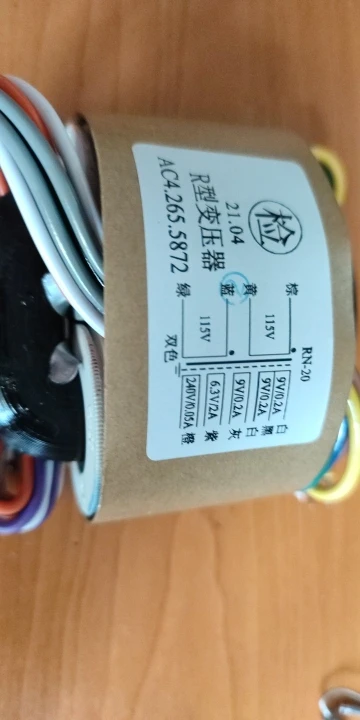 检
21.04
R型变压器
AC4.265.5872
RN-20
棕
115V
黄
蓝
115V
绿
双色
9V/0.2A
9V/0.2A
9V/0.2A
6.3V/2A
240V/0.05A
白
黑
白
灰
紫
橙